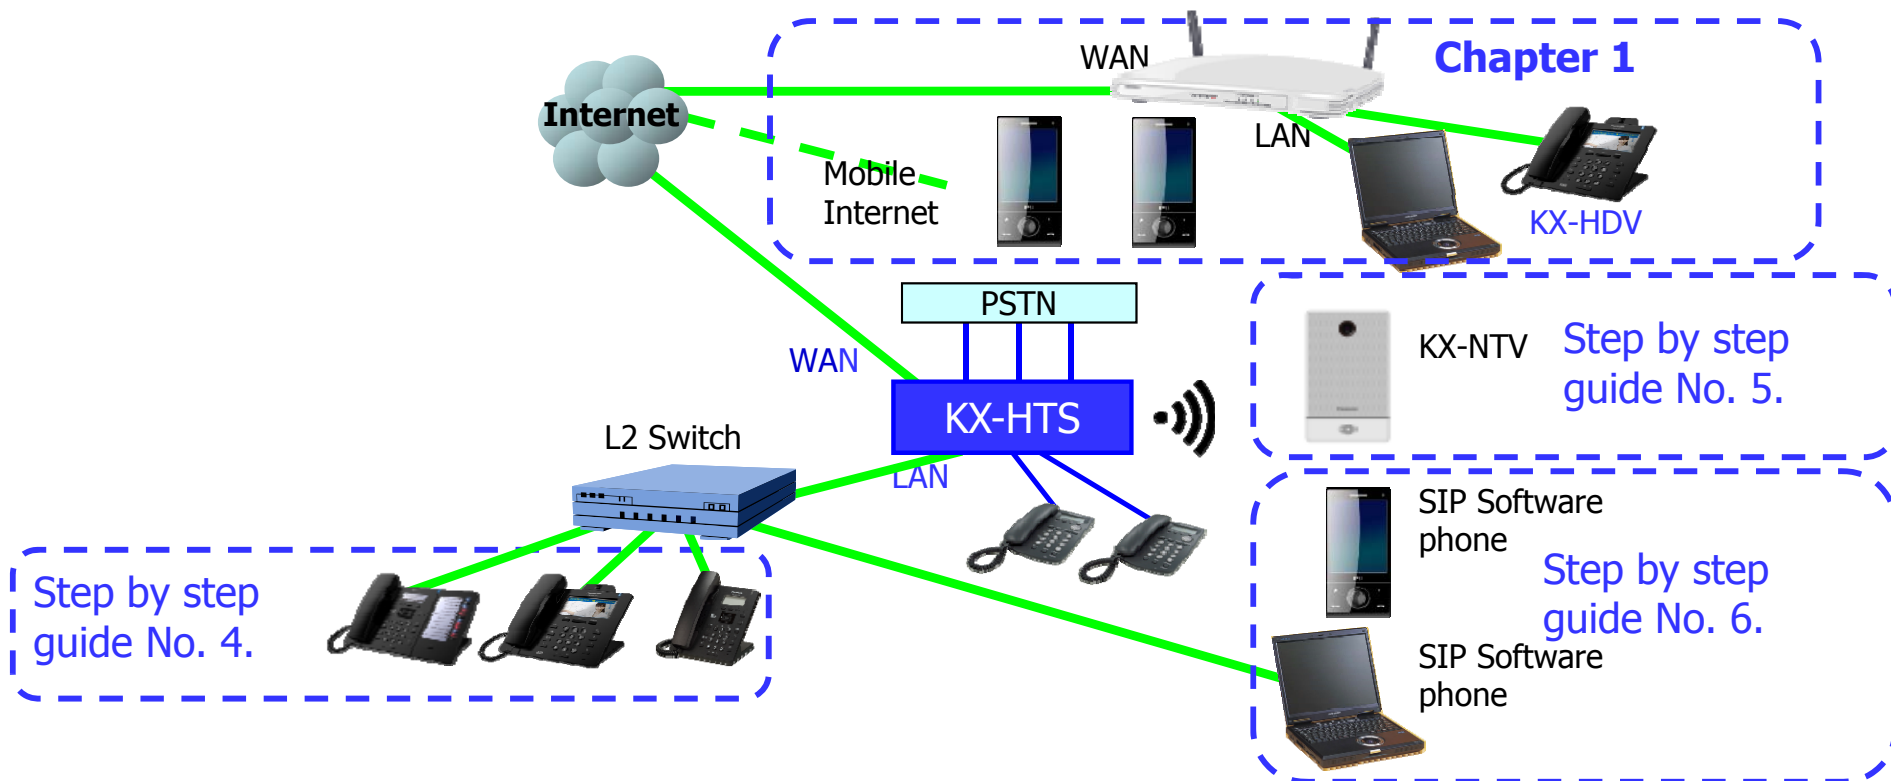 WAN
Chapter 1
Internet
LAN
Mobile
Internet
KX-HDV
PSTN
WAN
KX-NTV
Step by step
guide No. 5.
KX-HTS
L2 Switch
LAN
SIP Software
phone
Step by step
guide No. 6.
SIP Software
phone
Step by step
guide No. 4.